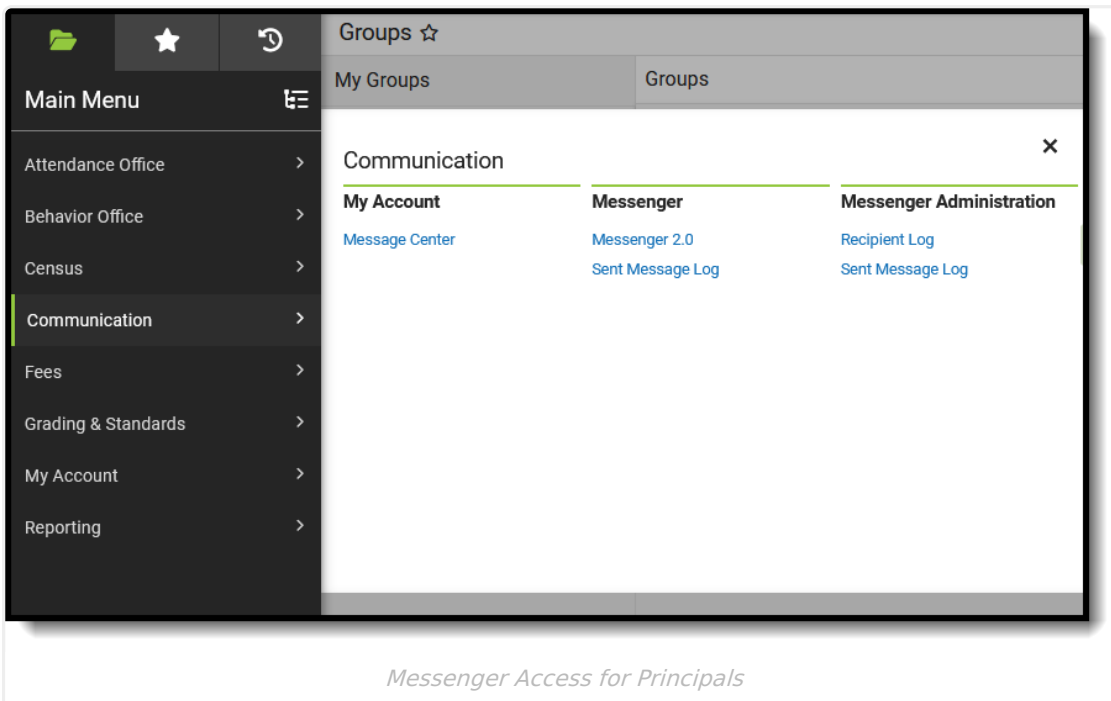 Groups
My Groups
Groups
Main Menu
Attendance Office
Behavior Office
Census
Communication
Fees
Grading & Standards
My Account
Reporting
Communication
My Account
Message Center
Messenger
Messenger 2.0
Sent Message Log
Messenger Administration
Recipient Log
Sent Message Log
Messenger Access for Principals